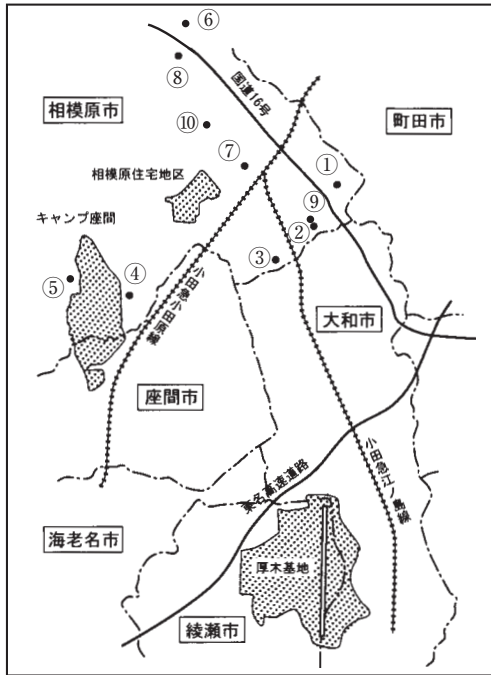 ⑥
国道16号
⑧
相模原市
町田市
⑩
⑦
①
相模原住宅地区
⑨
キャンプ座間
②
③
⑤
④
小田急小田原線
大和市
座間市
小田急江ノ島線
東名高速道路
海老名市
厚木基地
綾瀬市